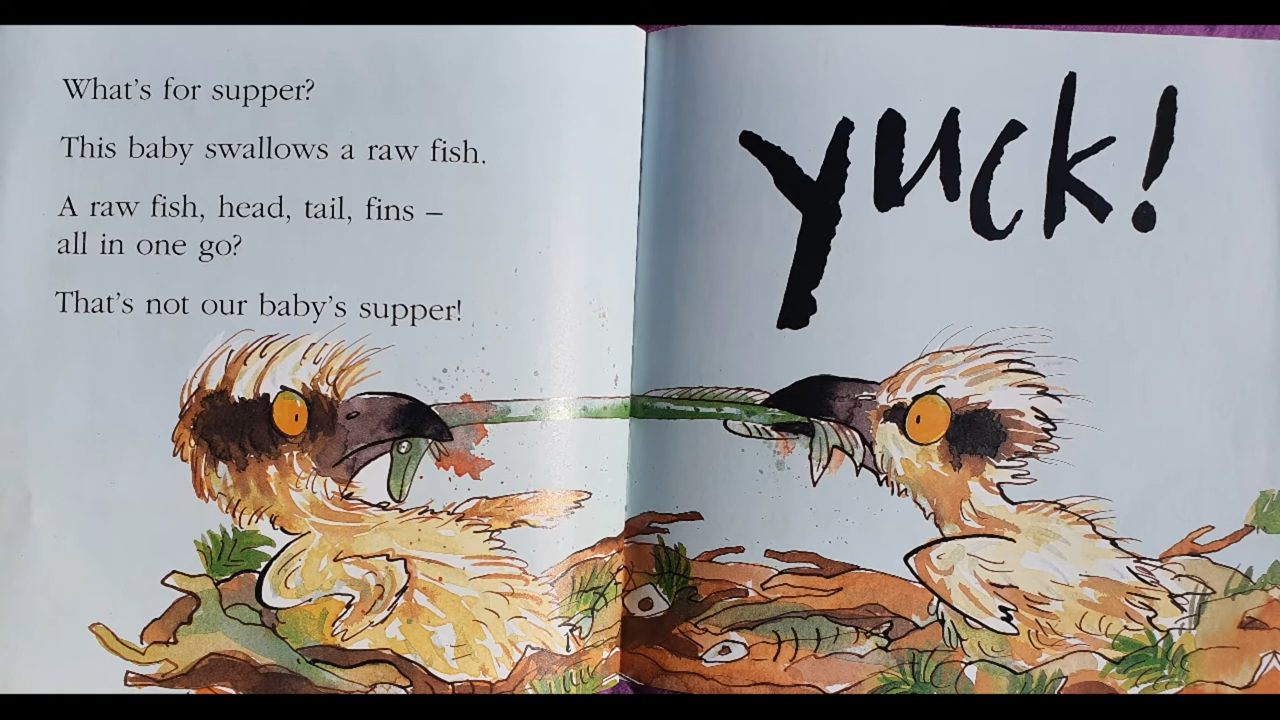 What's for supper?
This baby swallows a raw fish.
A raw fish, head, tail, fins –
all in one go?
That's not our baby's supper!
yuck!